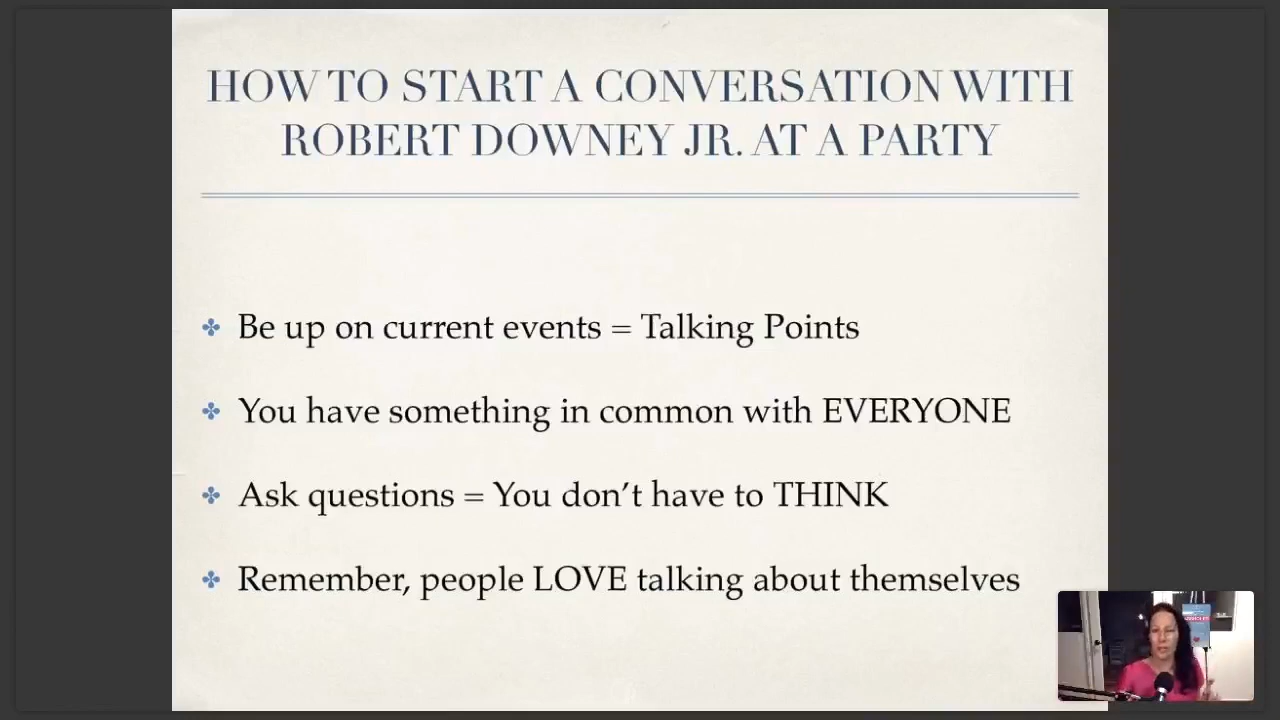 HOW TO START A CONVERSATION WITH
ROBERT DOWNEY JR. AT A PARTY
Be up on current events = Talking Points
You have something in common with EVERYONE
Ask questions = You don’t have to THINK
Remember, people LOVE talking about themselves